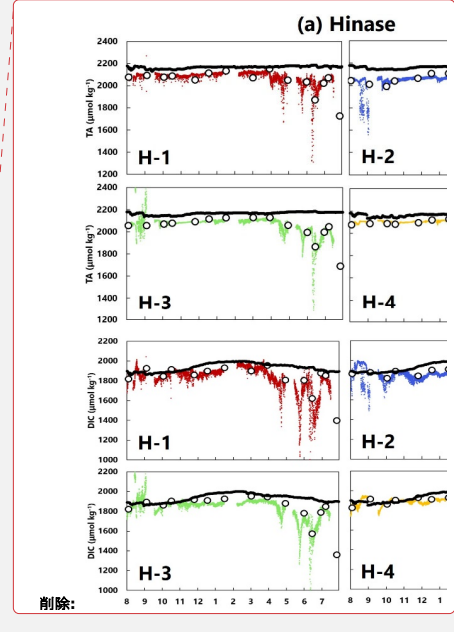 (a) Hinase
2400
2200
2000
1800
1600
1400
1200
TA (μmol kg⁻¹)
H-1
H-2
2400
2200
2000
1800
1600
1400
1200
TA (μmol kg⁻¹)
H-3
H-4
2200
2000
1800
1600
1400
1200
1000
DIC (μmol kg⁻¹)
H-1
H-2
2200
2000
1800
1600
1400
1200
1000
DIC (μmol kg⁻¹)
H-3
H-4
8 9 10 11 12 1 2 3 4 5 6 7
8 9 10 11 12 1
削除: